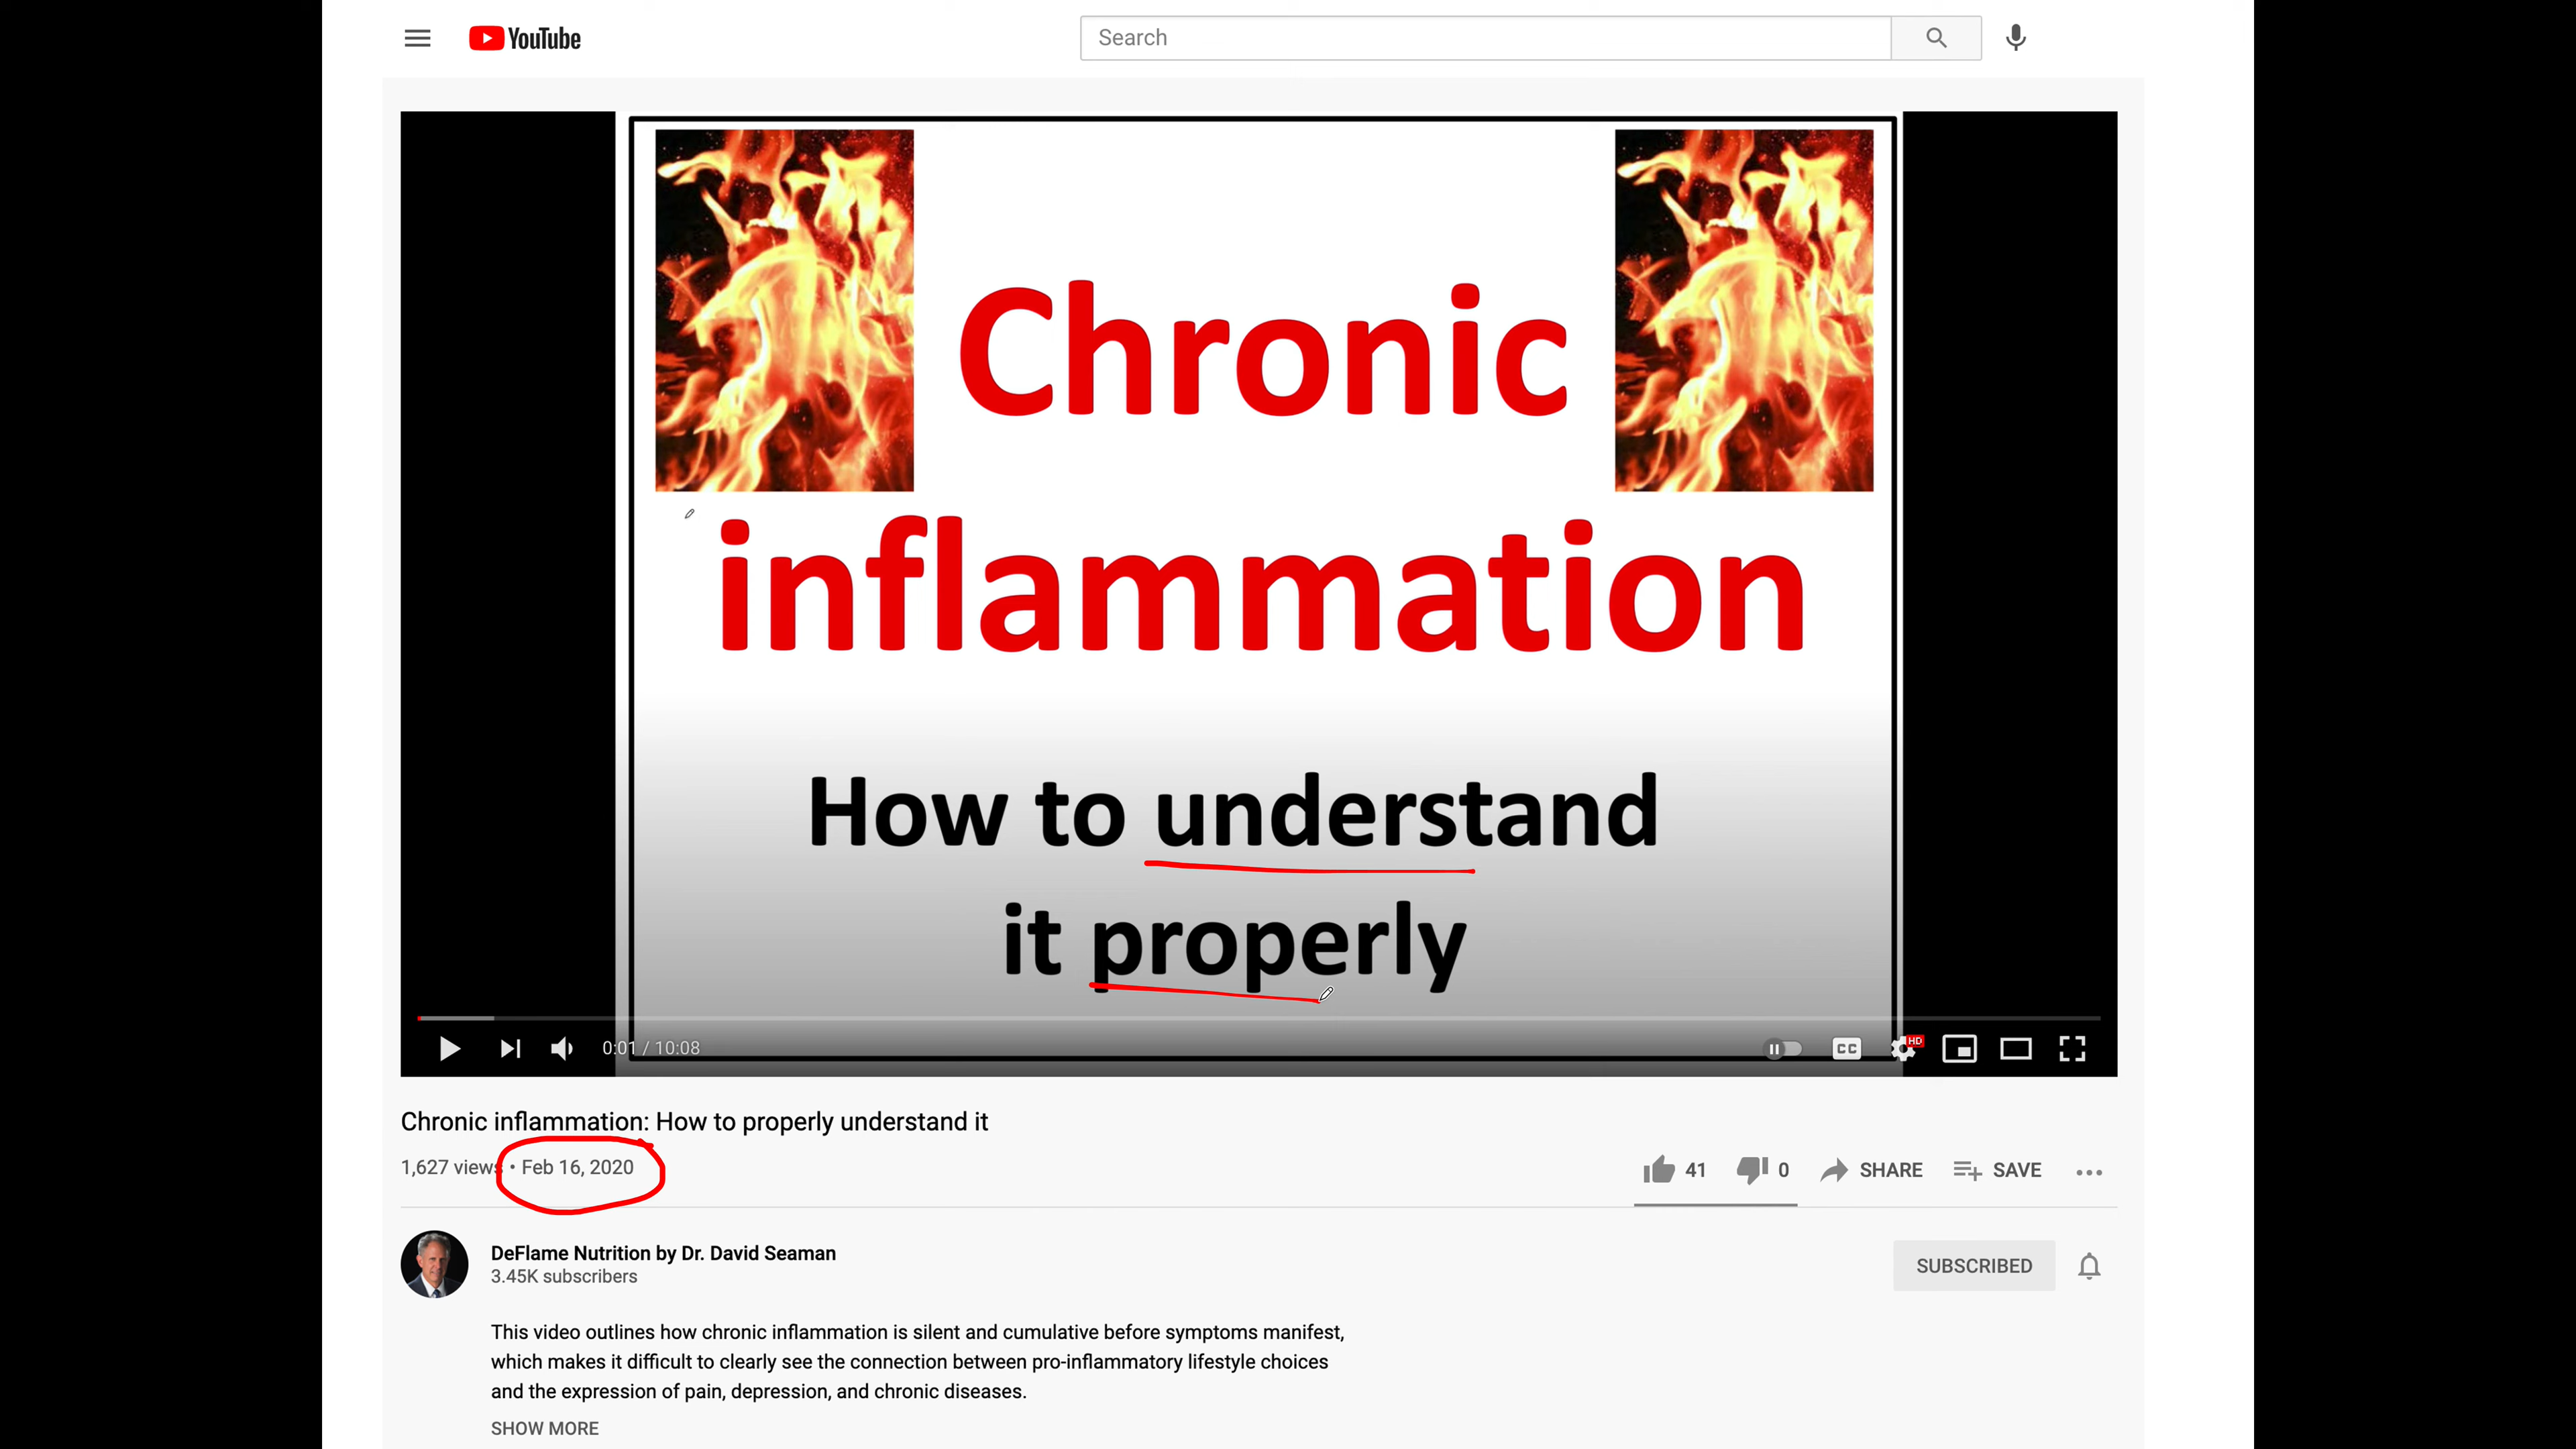 YouTube
Search
Chronic
inflammation
How to understand
it properly
0:01 / 10:08
CC
HD
Chronic inflammation: How to properly understand it
1,627 views • Feb 16, 2020
41
0
SHARE
SAVE
DeFlame Nutrition by Dr. David Seaman
3.45K subscribers
SUBSCRIBED
This video outlines how chronic inflammation is silent and cumulative before symptoms manifest,
which makes it difficult to clearly see the connection between pro-inflammatory lifestyle choices
and the expression of pain, depression, and chronic diseases.
SHOW MORE